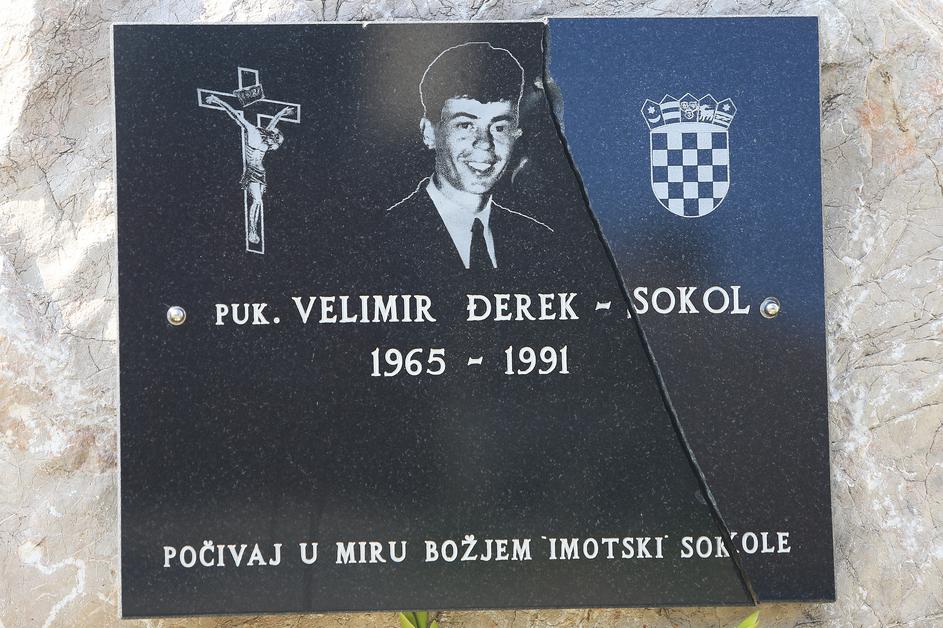 PUK. VELIMIR ĐEREK - SOKOL
1965 - 1991
POČIVAJ U MIRU BOŽJEM "IMOTSKI" SOKOLE